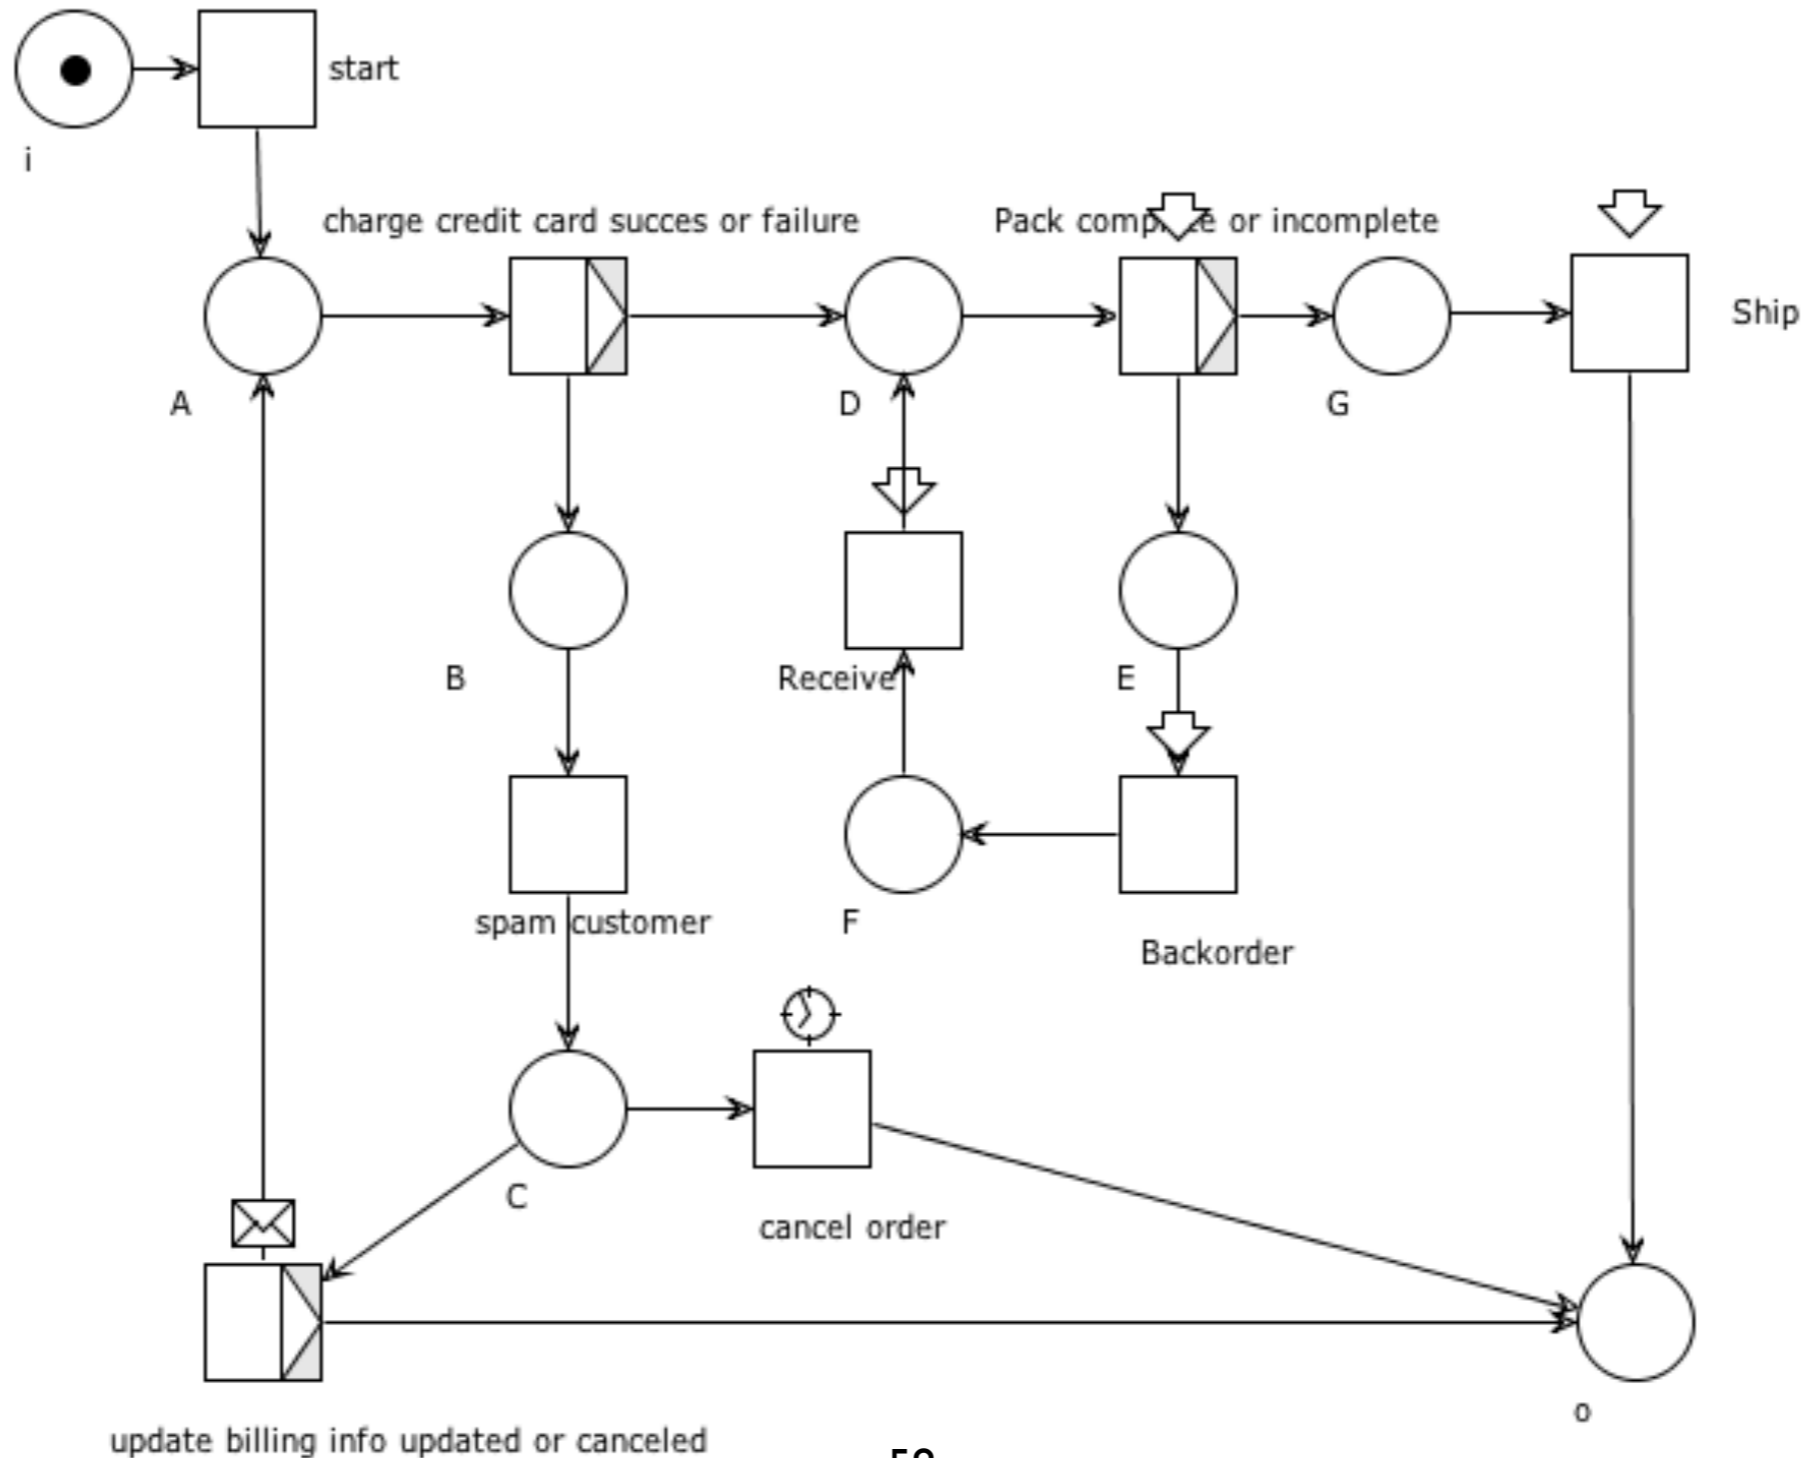 start
i
charge credit card succes or failure
Pack complete or incomplete
Ship
A
D
G
B
Receive
E
spam customer
F
Backorder
C
cancel order
o
update billing info updated or canceled